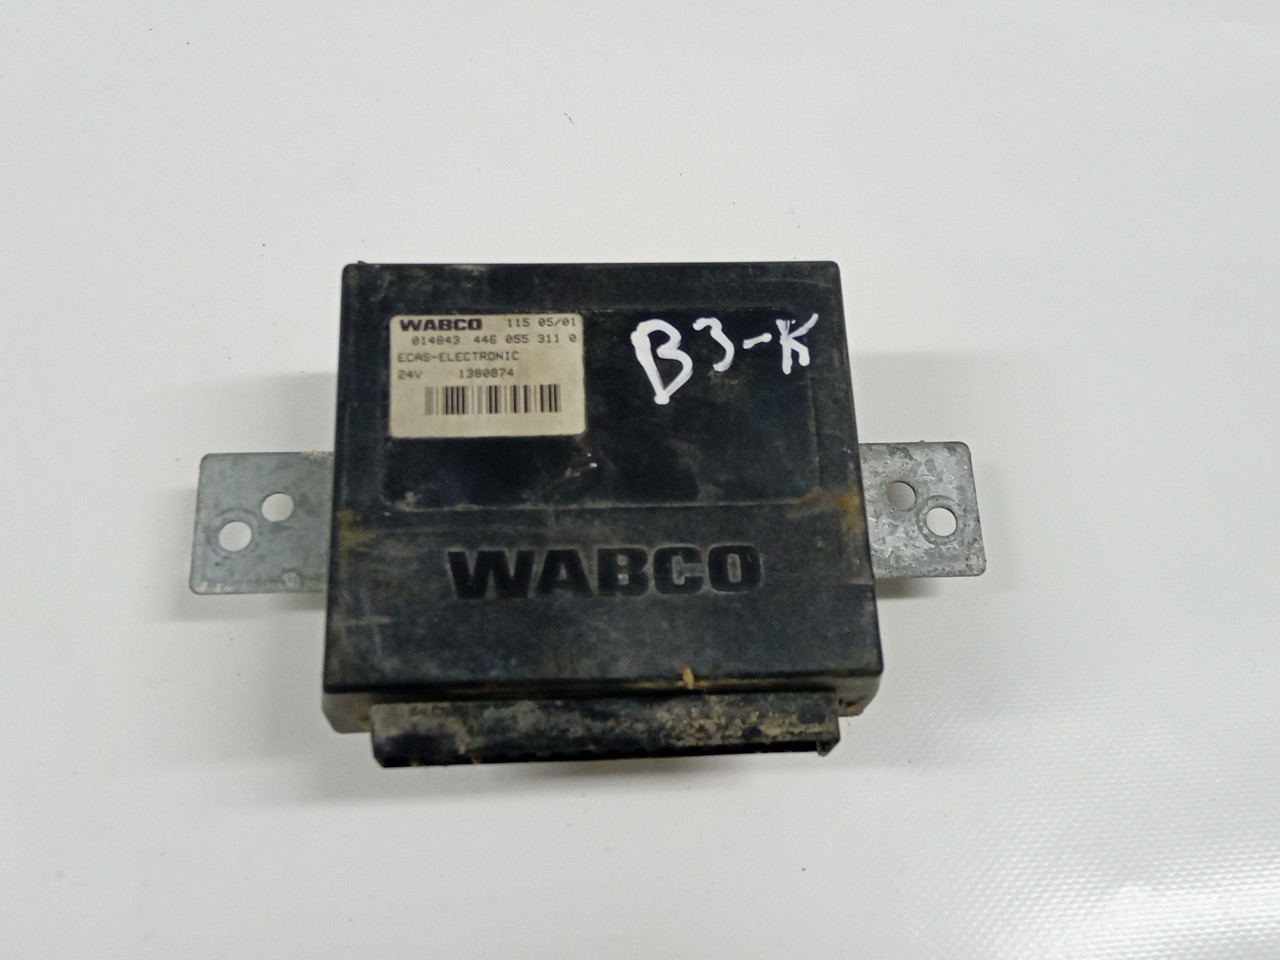 WABCO 115 05/01
014843 446 055 311 0
ECAS-ELECTRONIC
24V 1380874
B3-K
WABCO